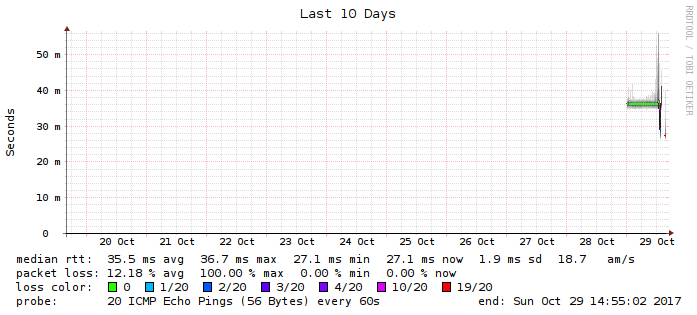 Last 10 Days
RRDTOOL / TOBI OETIKER
Seconds
50 m
40 m
30 m
20 m
10 m
0
20 Oct 21 Oct 22 Oct 23 Oct 24 Oct 25 Oct 26 Oct 27 Oct 28 Oct 29 Oct
median rtt: 35.5 ms avg 36.7 ms max 27.1 ms min 27.1 ms now 1.9 ms sd 18.7 am/s
packet loss: 12.18 % avg 100.00 % max 0.00 % min 0.00 % now
loss color: 0 1/20 2/20 3/20 4/20 10/20 19/20
probe: 20 ICMP Echo Pings (56 Bytes) every 60s end: Sun Oct 29 14:55:02 2017